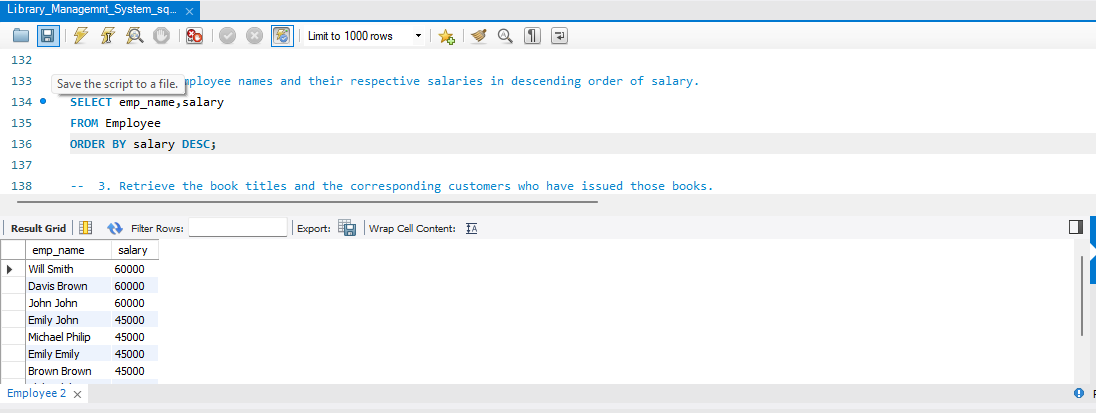 Library_Managemnt_System_sq...
Limit to 1000 rows
132
133 mployee names and their respective salaries in descending order of salary.
Save the script to a file.
134 SELECT emp_name,salary
135 FROM Employee
136 ORDER BY salary DESC;
137
138 -- 3. Retrieve the book titles and the corresponding customers who have issued those books.
Result Grid Filter Rows: Export: Wrap Cell Content:
emp_name salary
Will Smith 60000
Davis Brown 60000
John John 60000
Emily John 45000
Michael Philip 45000
Emily Emily 45000
Brown Brown 45000
Employee 2